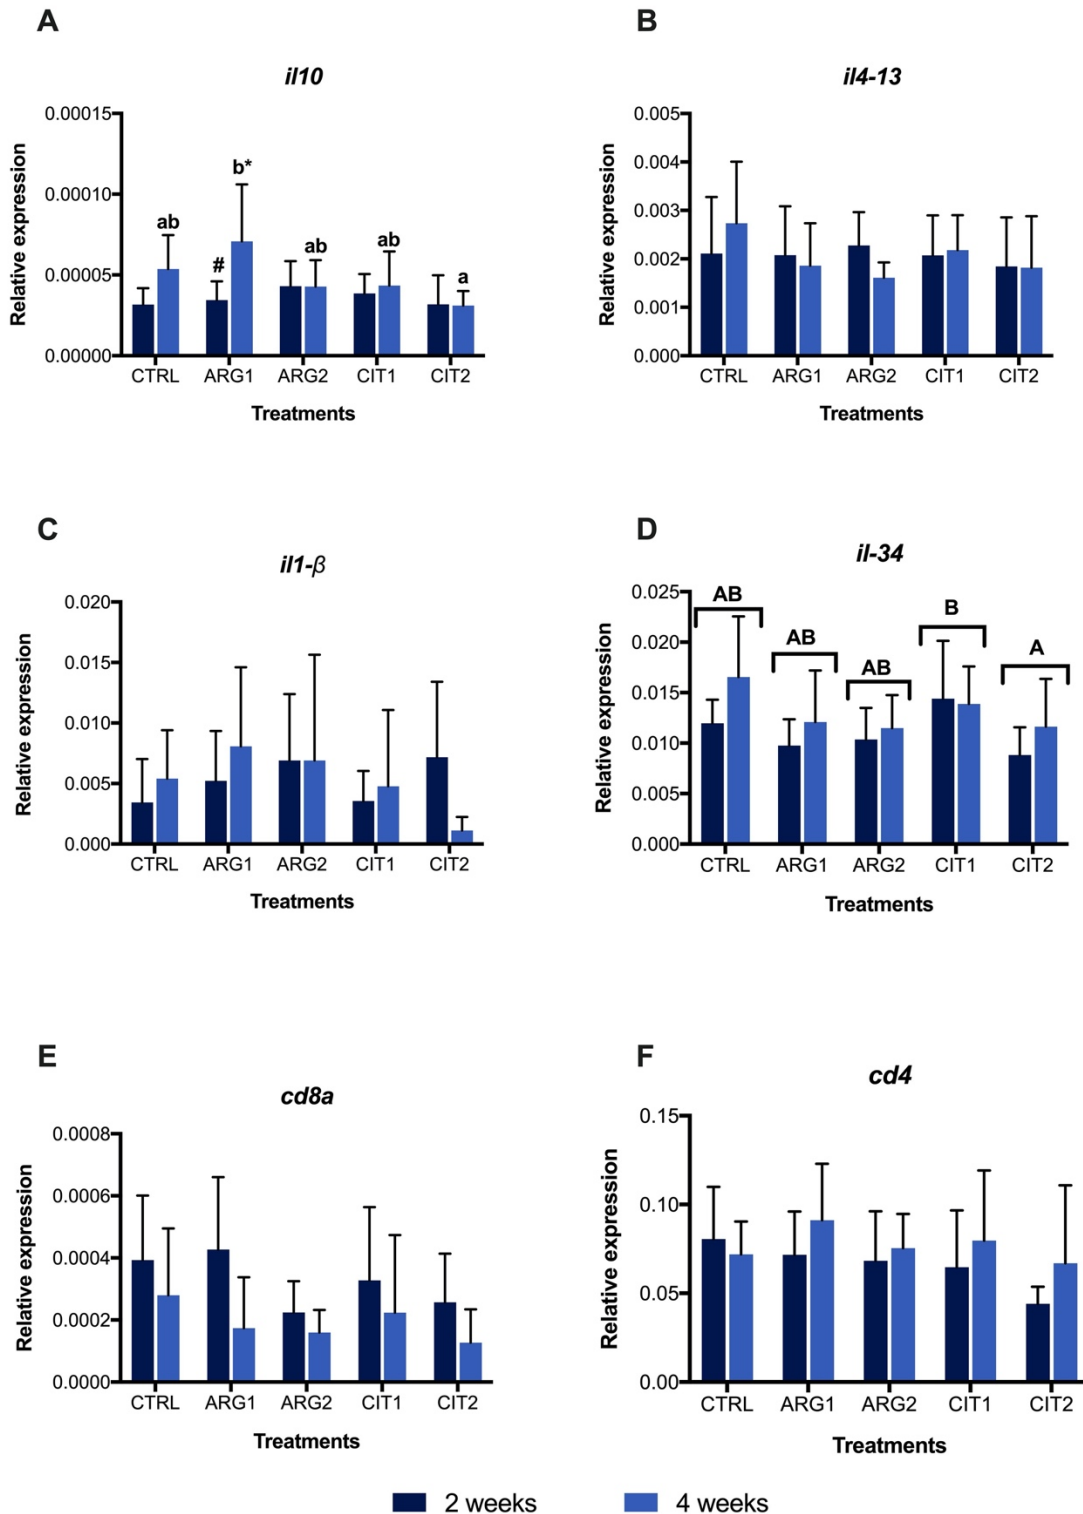 A
il10
Relative expression
0.00015
0.00010
0.00005
0.00000
ab
#
b*
ab
ab
a
CTRL ARG1 ARG2 CIT1 CIT2
Treatments
B
il4-13
Relative expression
0.005
0.004
0.003
0.002
0.001
0.000
CTRL ARG1 ARG2 CIT1 CIT2
Treatments
C
il1-β
Relative expression
0.020
0.015
0.010
0.005
0.000
CTRL ARG1 ARG2 CIT1 CIT2
Treatments
D
il-34
Relative expression
0.025
0.020
0.015
0.010
0.005
0.000
AB
AB
AB
B
A
CTRL ARG1 ARG2 CIT1 CIT2
Treatments
E
cd8a
Relative expression
0.0008
0.0006
0.0004
0.0002
0.0000
CTRL ARG1 ARG2 CIT1 CIT2
Treatments
F
cd4
Relative expression
0.15
0.10
0.05
0.00
CTRL ARG1 ARG2 CIT1 CIT2
Treatments
2 weeks 4 weeks